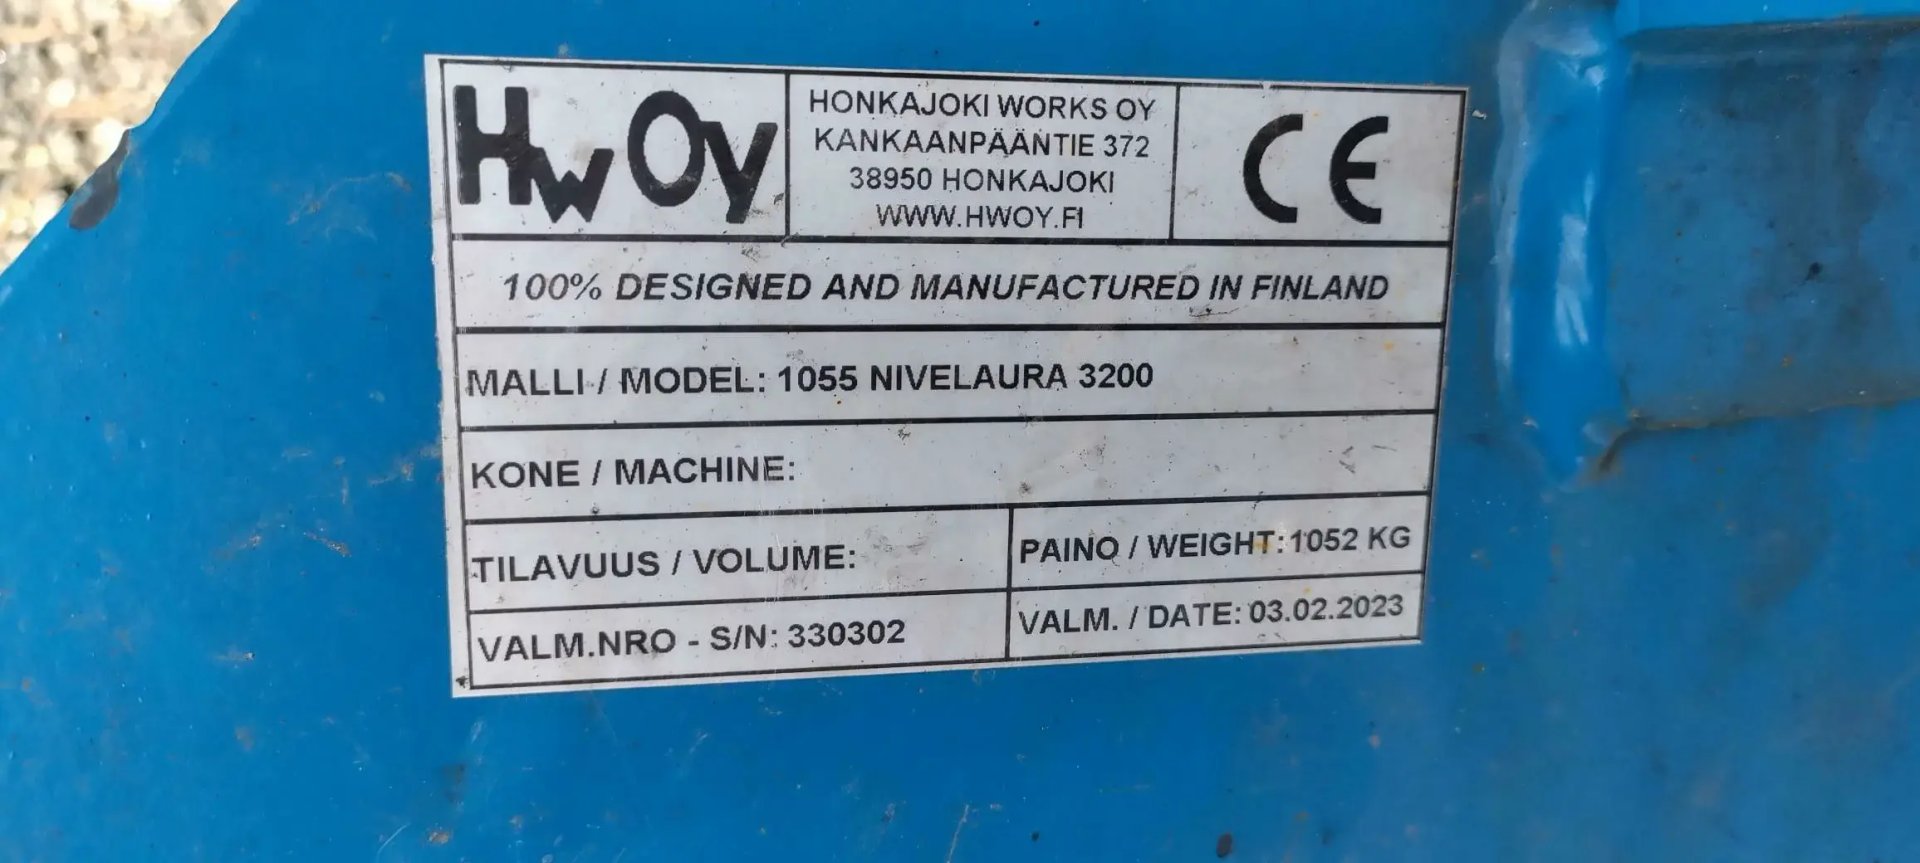 HW OY
HONKAJOKI WORKS OY
KANKAANPÄÄNTIE 372
38950 HONKAJOKI
WWW.HWOY.FI
CE
100% DESIGNED AND MANUFACTURED IN FINLAND
MALLI / MODEL: 1055 NIVELAURA 3200
KONE / MACHINE:
TILAVUUS / VOLUME:
PAINO / WEIGHT: 1052 KG
VALM.NRO - S/N: 330302
VALM. / DATE: 03.02.2023